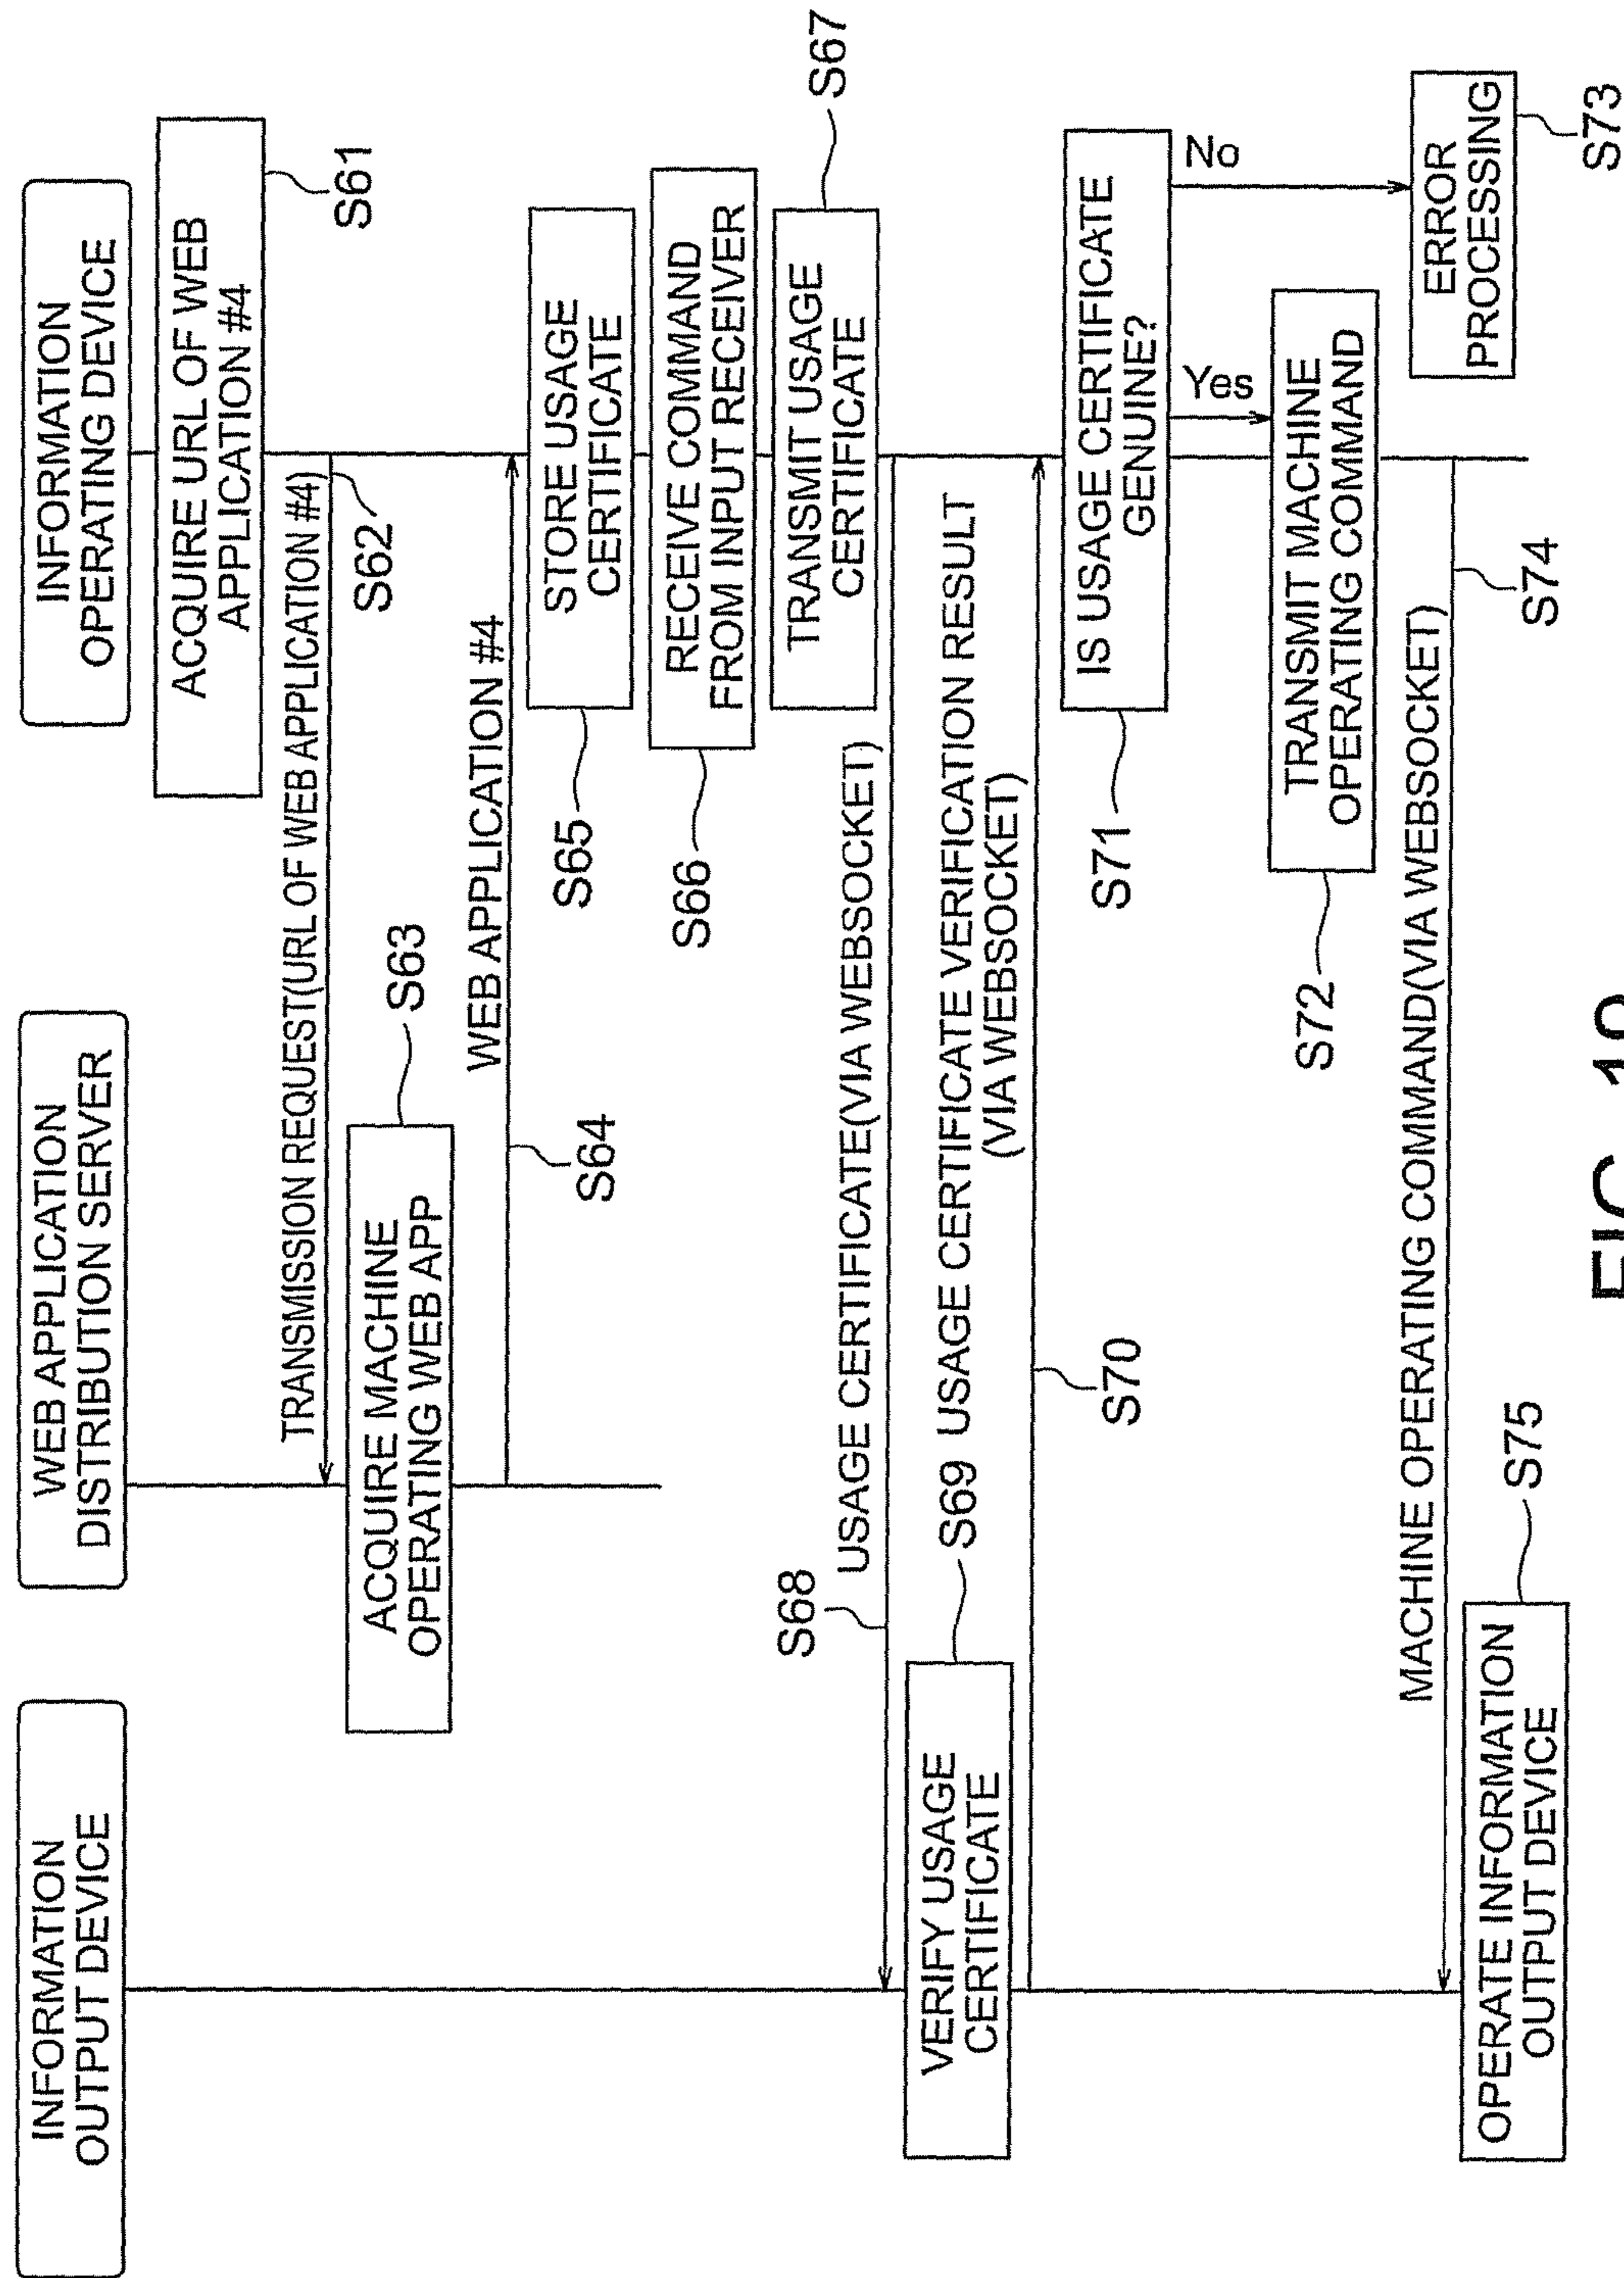 INFORMATION
OUTPUT DEVICE
WEB APPLICATION
DISTRIBUTION SERVER
INFORMATION
OPERATING DEVICE
ACQUIRE URL OF WEB
APPLICATION #4
S61
TRANSMISSION REQUEST(URL OF WEB APPLICATION #4)
S62
ACQUIRE MACHINE
OPERATING WEB APP
S63
WEB APPLICATION #4
S64
STORE USAGE
CERTIFICATE
S65
RECEIVE COMMAND
FROM INPUT RECEIVER
S66
TRANSMIT USAGE
CERTIFICATE
S67
USAGE CERTIFICATE(VIA WEBSOCKET)
S68
VERIFY USAGE
CERTIFICATE
S69
USAGE CERTIFICATE VERIFICATION RESULT
(VIA WEBSOCKET)
S70
IS USAGE CERTIFICATE
GENUINE?
S71
Yes
No
TRANSMIT MACHINE
OPERATING COMMAND
S72
ERROR
PROCESSING
S73
MACHINE OPERATING COMMAND(VIA WEBSOCKET)
S74
OPERATE INFORMATION
OUTPUT DEVICE
S75
FIG.